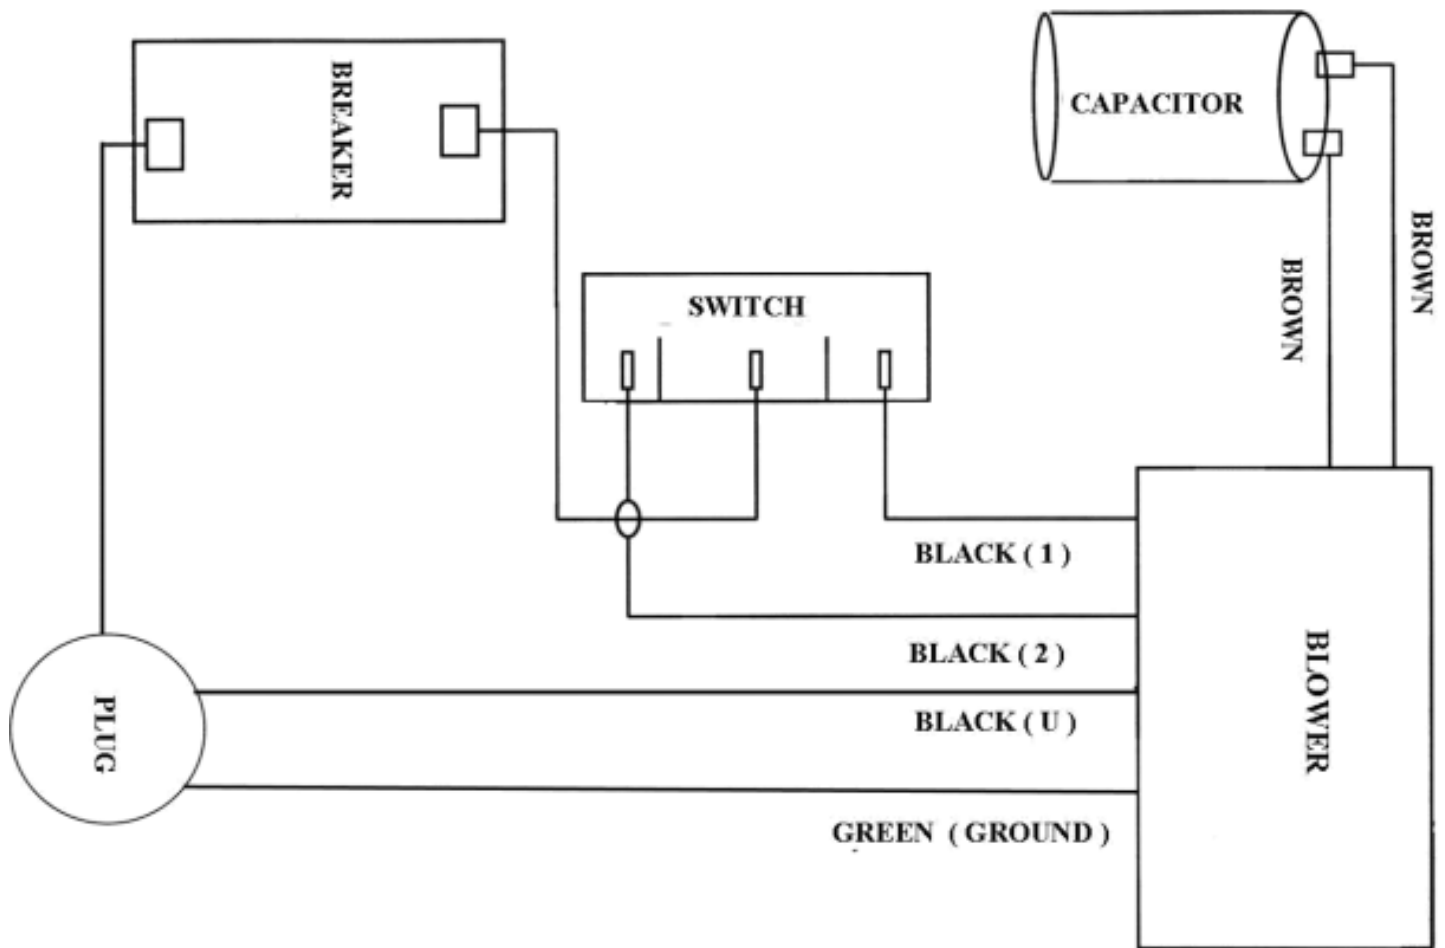 BREAKER
CAPACITOR
BROWN
BROWN
SWITCH
BLACK ( 1 )
BLACK ( 2 )
BLACK ( U )
GREEN ( GROUND )
PLUG
BLOWER